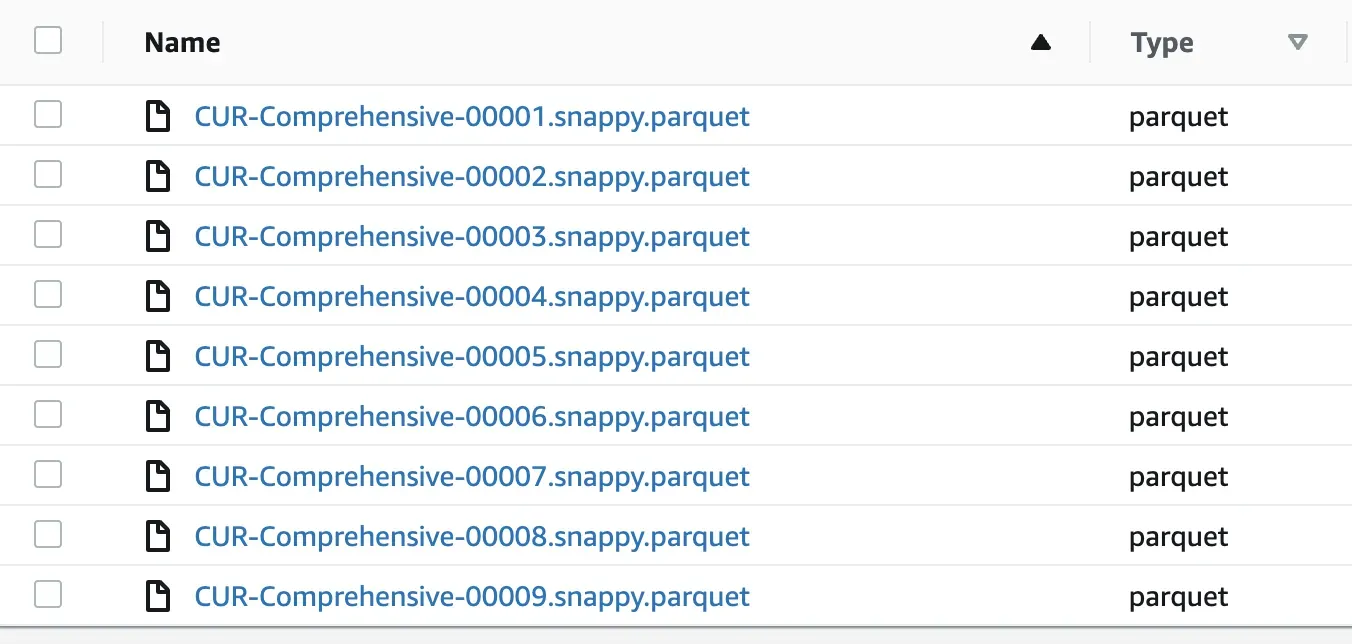 Name Type
CUR-Comprehensive-00001.snappy.parquet parquet
CUR-Comprehensive-00002.snappy.parquet parquet
CUR-Comprehensive-00003.snappy.parquet parquet
CUR-Comprehensive-00004.snappy.parquet parquet
CUR-Comprehensive-00005.snappy.parquet parquet
CUR-Comprehensive-00006.snappy.parquet parquet
CUR-Comprehensive-00007.snappy.parquet parquet
CUR-Comprehensive-00008.snappy.parquet parquet
CUR-Comprehensive-00009.snappy.parquet parquet